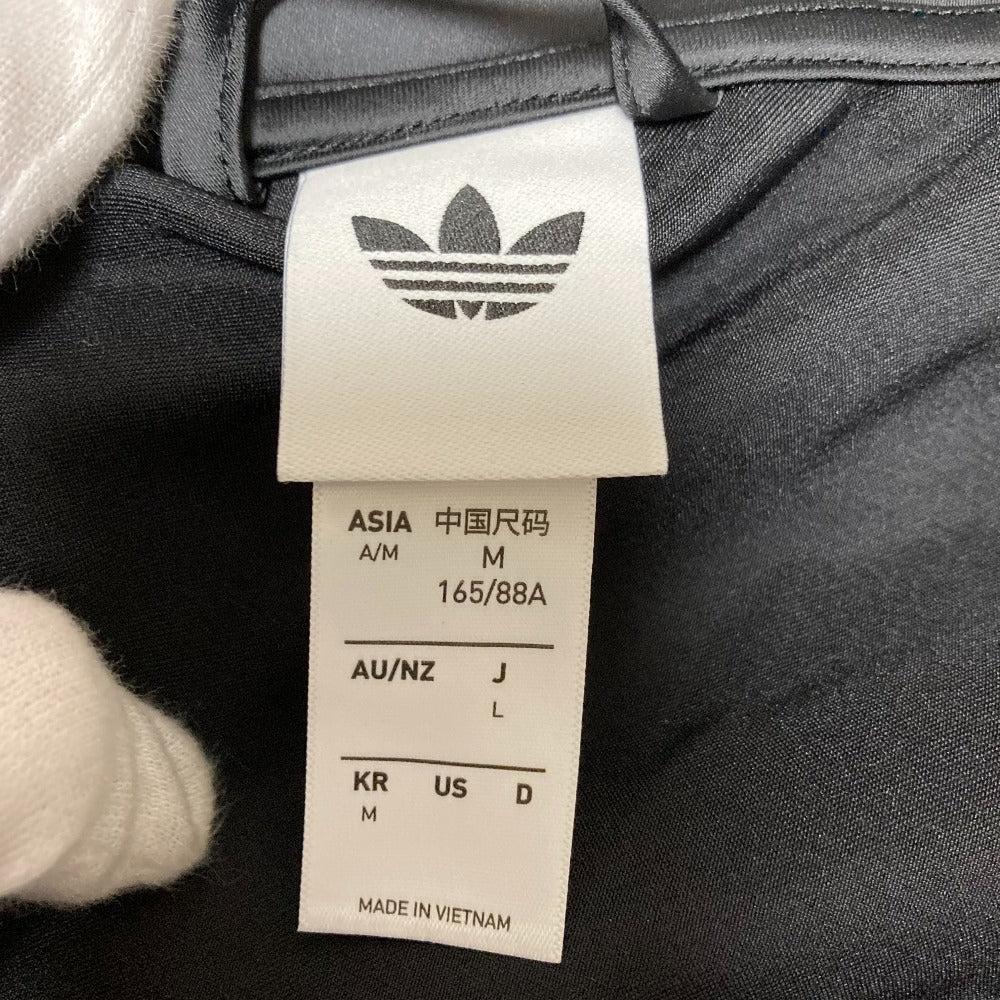 ASIA 中国尺码
A/M M
165/88A
AU/NZ J
L
KR US D
M
MADE IN VIETNAM